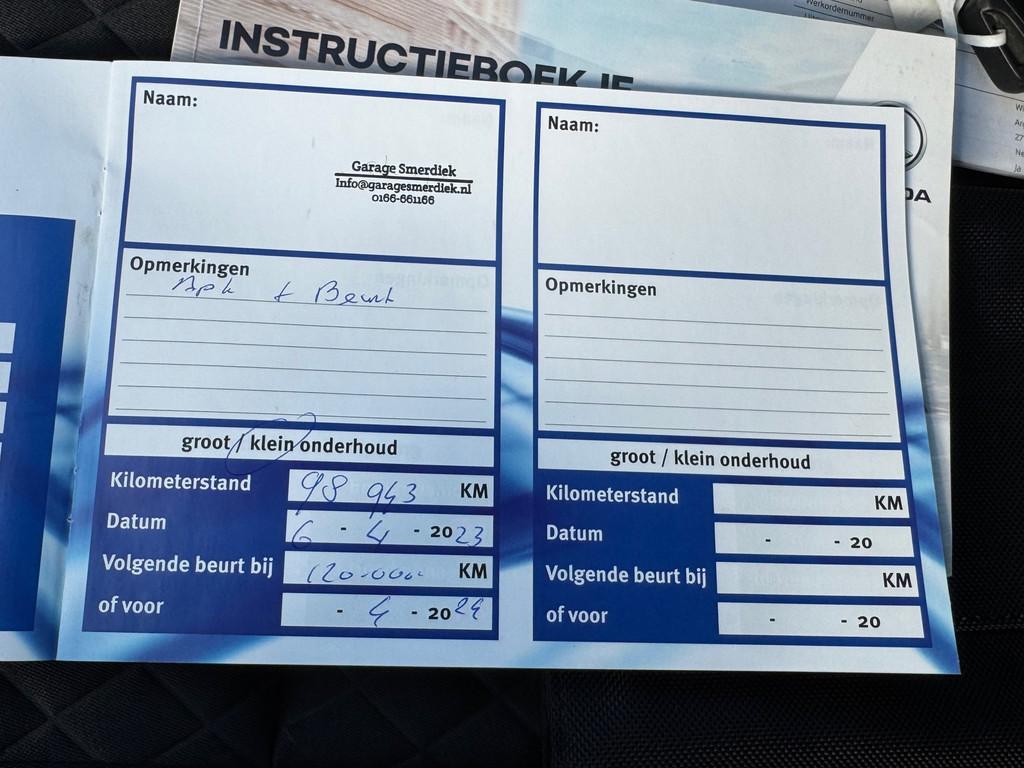 Werkordernummer
INSTRUCTIEBOEKJE
Naam:
Garage Smerdiek
Info@garagesmerdiek.nl
0166-661166
Opmerkingen
Apk + Beurt
groot / klein onderhoud
Kilometerstand 98 943 KM
Datum 6 - 4 - 2023
Volgende beurt bij 120.000 KM
of voor - 4 - 2024
Naam:
Opmerkingen
groot / klein onderhoud
Kilometerstand KM
Datum - - 20
Volgende beurt bij KM
of voor - - 20
DA